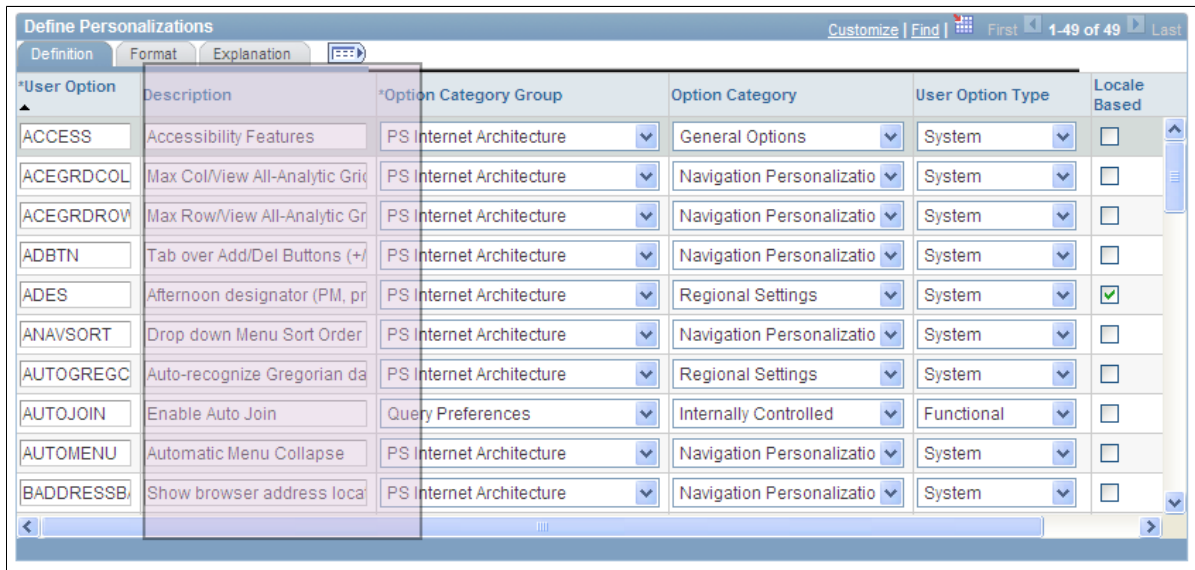 Define Personalizations
Customize | Find | First 1-49 of 49 Last
Definition Format Explanation
*User Option Description *Option Category Group Option Category User Option Type Locale Based
ACCESS Accessibility Features PS Internet Architecture General Options System
ACEGRDCOL Max Col/View All-Analytic Gric PS Internet Architecture Navigation Personalizatio System
ACEGRDROW Max Row/View All-Analytic Gr PS Internet Architecture Navigation Personalizatio System
ADBTN Tab over Add/Del Buttons (+/ PS Internet Architecture Navigation Personalizatio System
ADES Afternoon designator (PM, pr PS Internet Architecture Regional Settings System
ANAVSORT Drop down Menu Sort Order PS Internet Architecture Navigation Personalizatio System
AUTOGREGC Auto-recognize Gregorian da PS Internet Architecture Regional Settings System
AUTOJOIN Enable Auto Join Query Preferences Internally Controlled Functional
AUTOMENU Automatic Menu Collapse PS Internet Architecture Navigation Personalizatio System
BADDRESSBA Show browser address locat PS Internet Architecture Navigation Personalizatio System